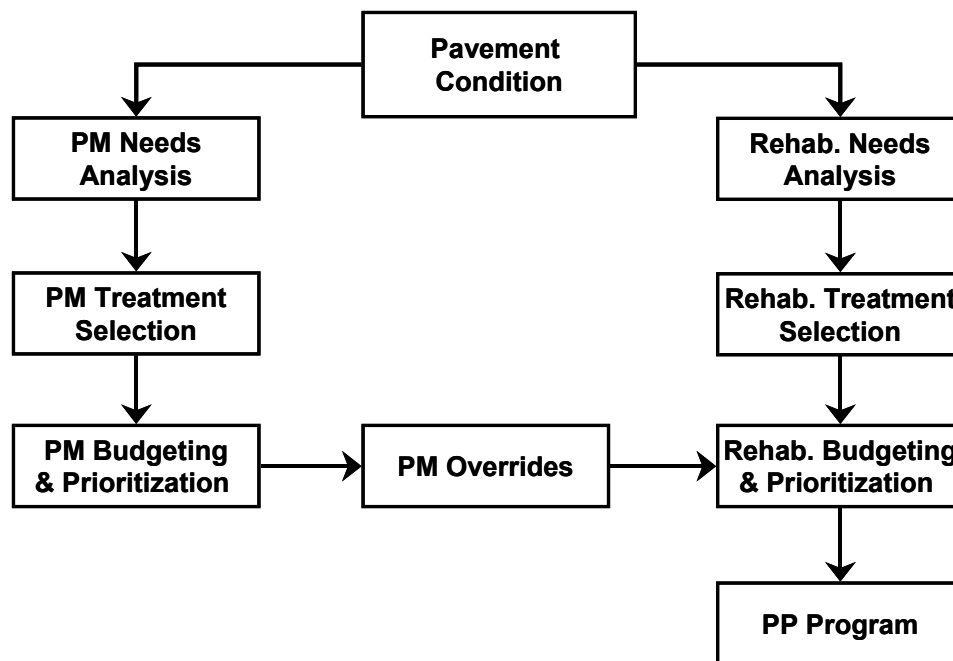 Pavement
Condition
PM Needs
Analysis
Rehab. Needs
Analysis
PM Treatment
Selection
Rehab. Treatment
Selection
PM Budgeting
& Prioritization
PM Overrides
Rehab. Budgeting
& Prioritization
PP Program